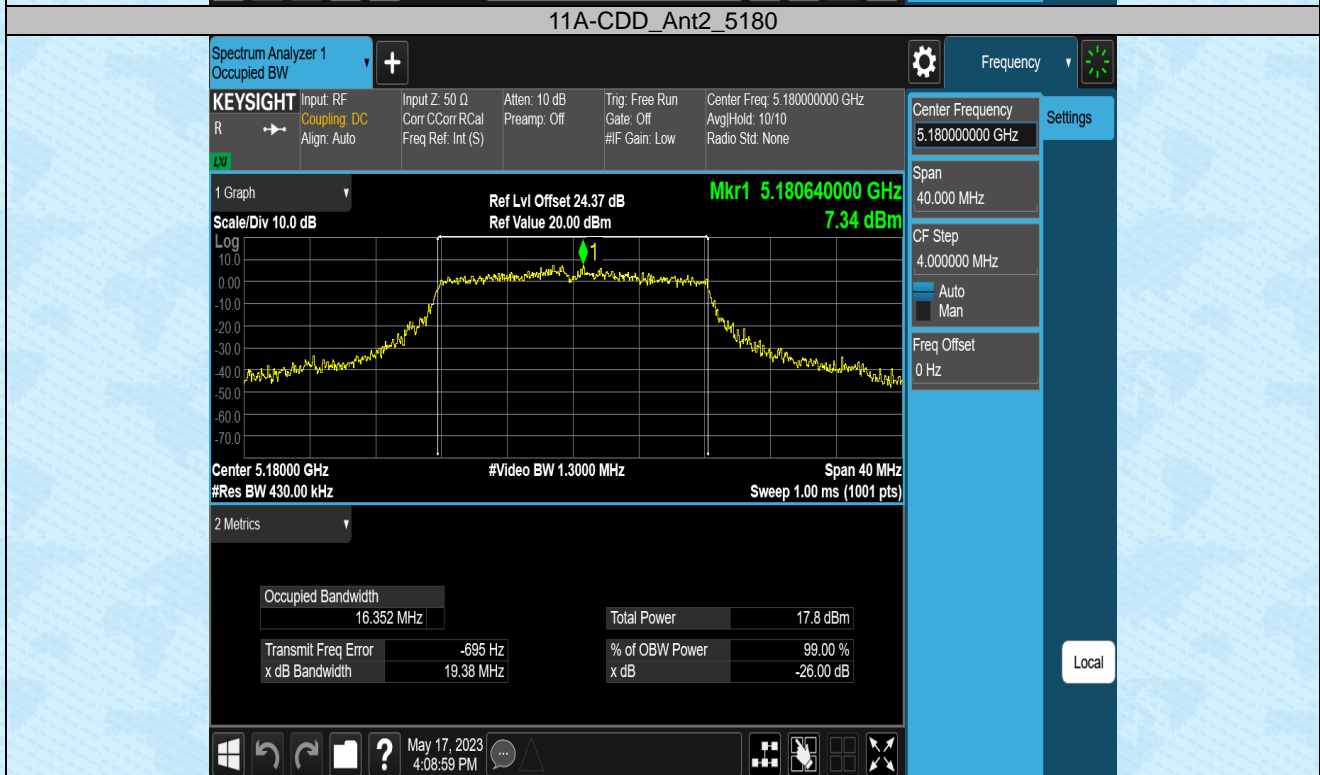 11A-CDD_Ant2_5180
Spectrum Analyzer 1
Occupied BW
Frequency
KEYSIGHT
R
LXI
Input: RF
Coupling: DC
Align: Auto
Input Z: 50 Ω
Corr CCorr RCal
Freq Ref: Int (S)
Atten: 10 dB
Preamp: Off
Trig: Free Run
Gate: Off
#IF Gain: Low
Center Freq: 5.180000000 GHz
Avg|Hold: 10/10
Radio Std: None
Center Frequency
5.180000000 GHz
Settings
Span
40.000 MHz
CF Step
4.000000 MHz
Auto
Man
Freq Offset
0 Hz
1 Graph
Ref Lvl Offset 24.37 dB
Mkr1 5.180640000 GHz
Scale/Div 10.0 dB
Ref Value 20.00 dBm
7.34 dBm
Log
1
10.0
0.00
-10.0
-20.0
-30.0
-40.0
-50.0
-60.0
-70.0
Center 5.18000 GHz
#Video BW 1.3000 MHz
Span 40 MHz
#Res BW 430.00 kHz
Sweep 1.00 ms (1001 pts)
2 Metrics
Occupied Bandwidth
16.352 MHz
Total Power 17.8 dBm
Transmit Freq Error -695 Hz
% of OBW Power 99.00 %
x dB Bandwidth 19.38 MHz
x dB -26.00 dB
Local
?
May 17, 2023
4:08:59 PM